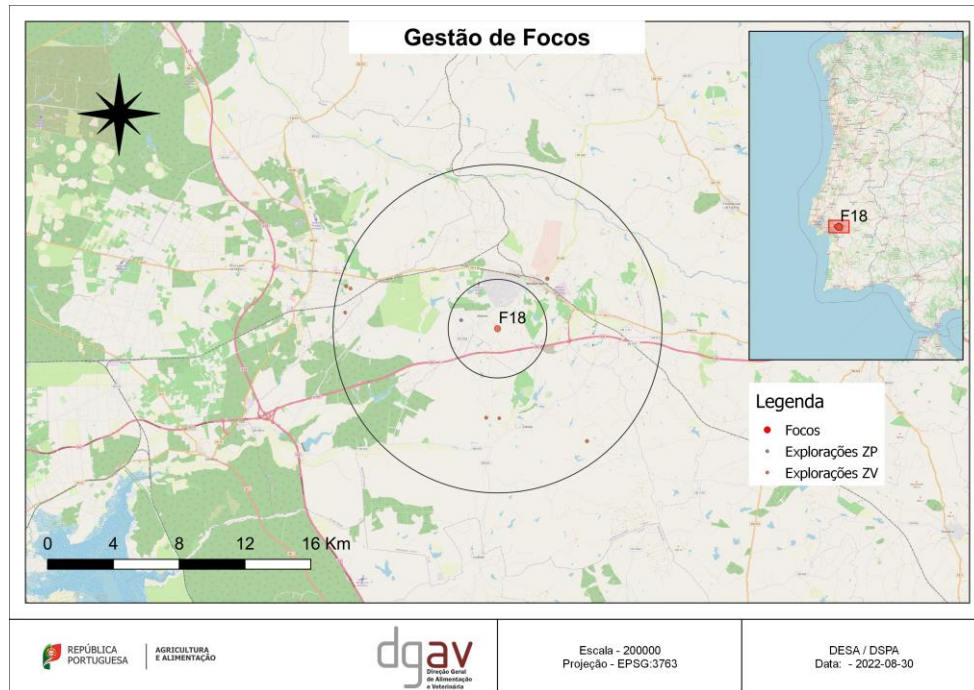 Gestão de Focos
F18
F18
Legenda
Focos
Explorações ZP
Explorações ZV
0 4 8 12 16 Km
REPÚBLICA
PORTUGUESA
AGRICULTURA
E ALIMENTAÇÃO
dgav
Direção Geral
de Alimentação
e Veterinária
Escala - 200000
Projeção - EPSG:3763
DESA / DSPA
Data: - 2022-08-30